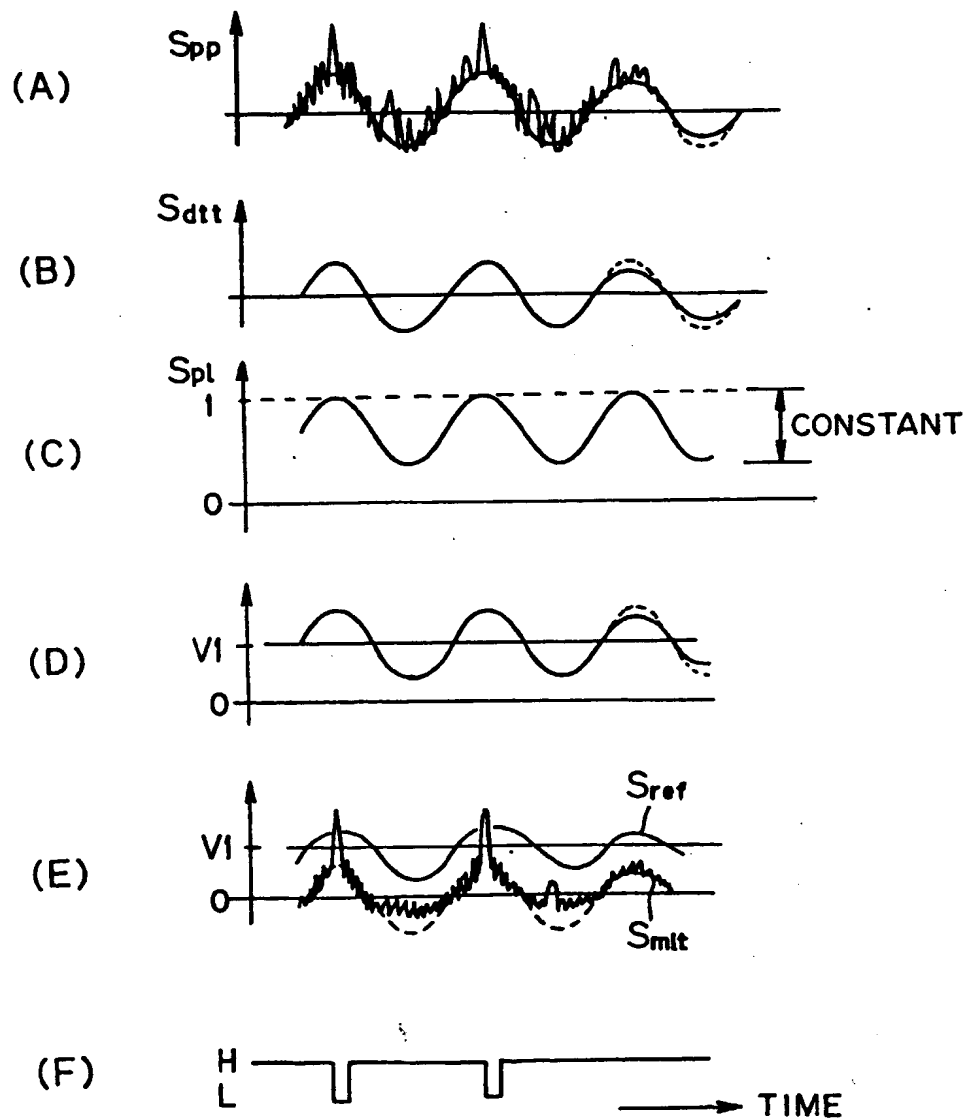 (A)
Spp
(B)
Sdtt
(C)
Spl
1
0
CONSTANT
(D)
V1
0
(E)
V1
0
Sref
Smlt
(F)
H
L
TIME